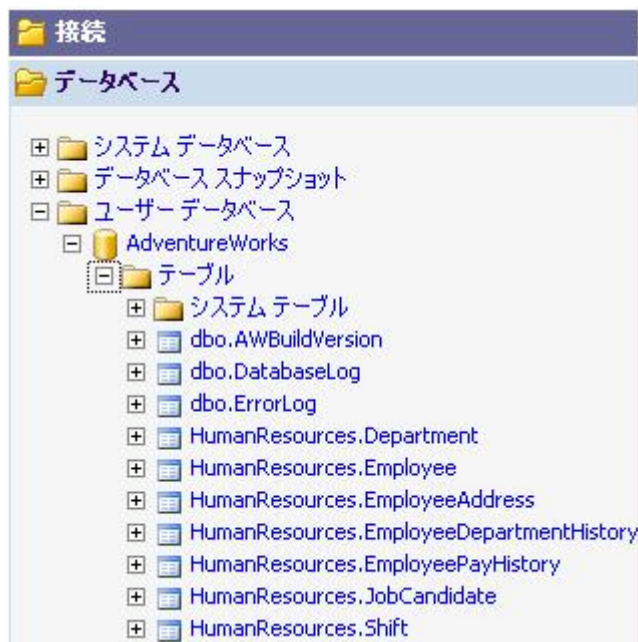 接続
データベース
システム データベース
データベース スナップショット
ユーザー データベース
AdventureWorks
テーブル
システム テーブル
dbo.AWBuildVersion
dbo.DatabaseLog
dbo.ErrorLog
HumanResources.Department
HumanResources.Employee
HumanResources.EmployeeAddress
HumanResources.EmployeeDepartmentHistory
HumanResources.EmployeePayHistory
HumanResources.JobCandidate
HumanResources.Shift